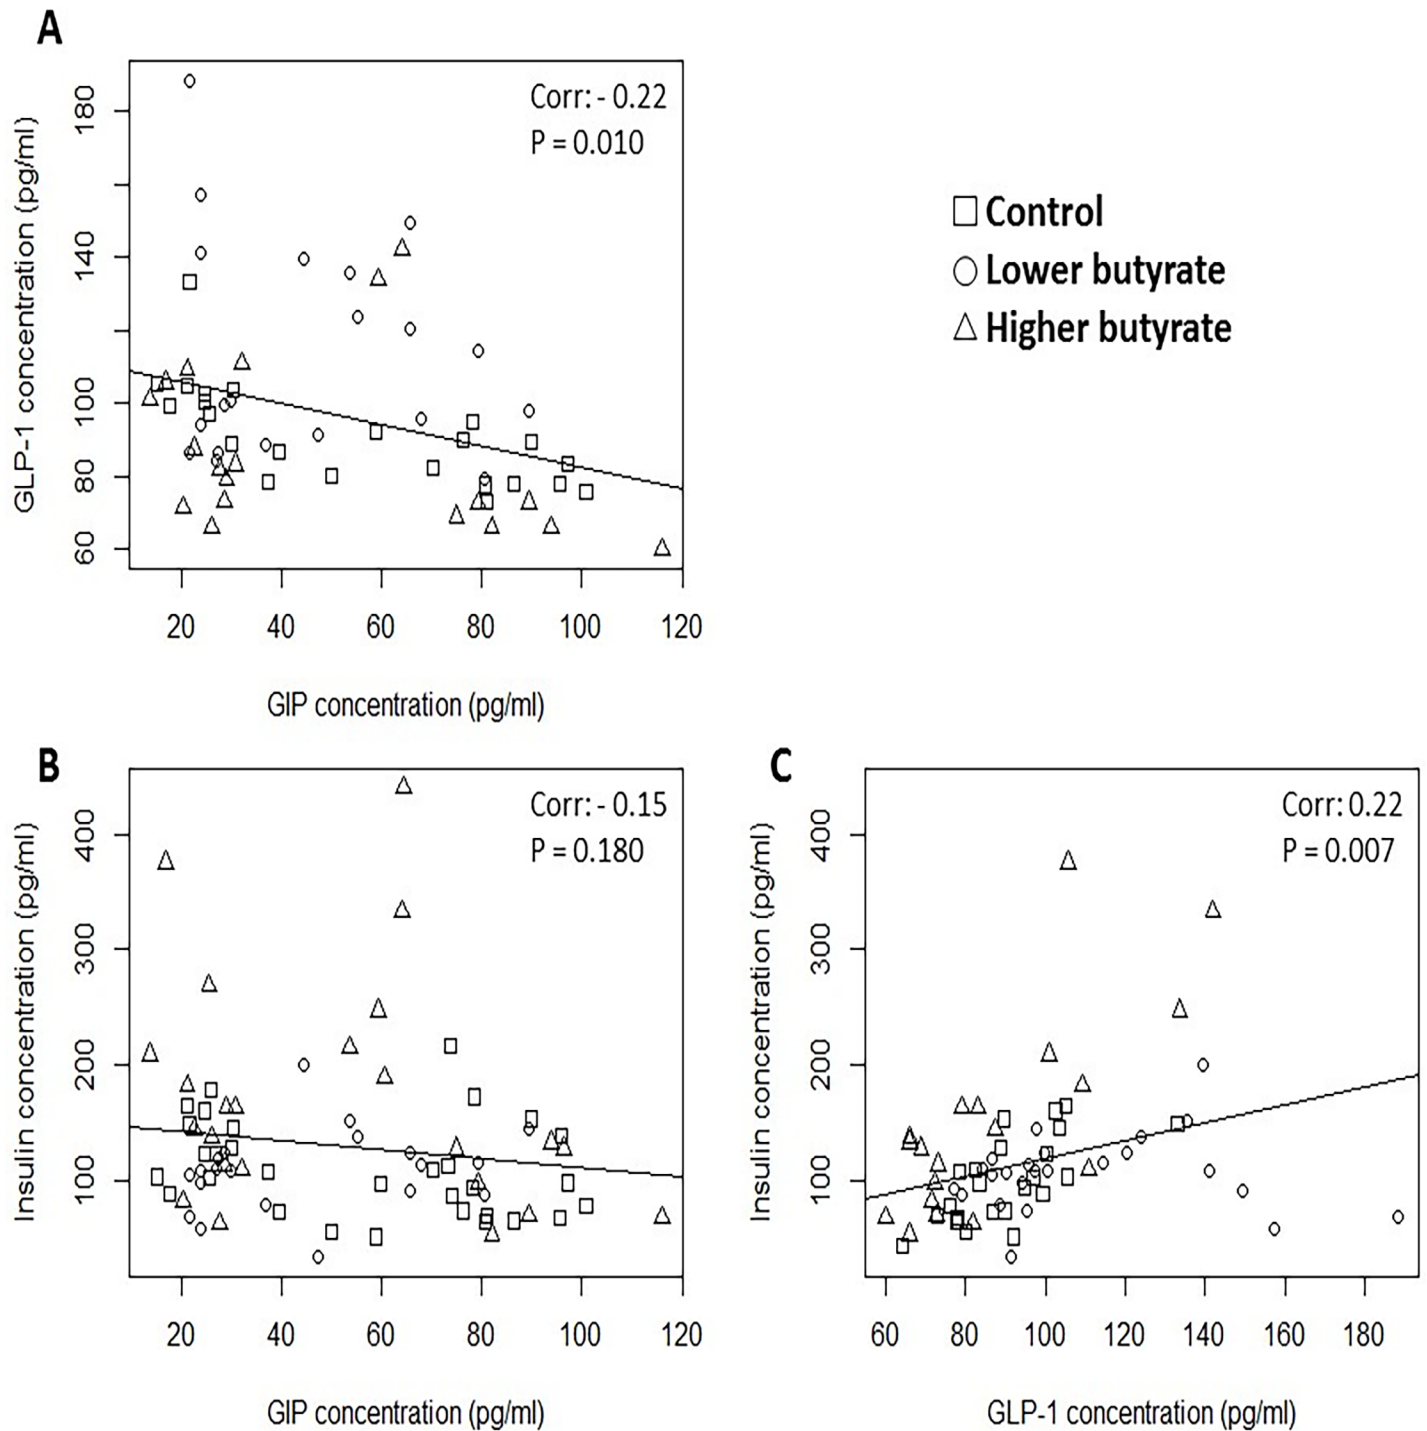 A
Corr: - 0.22
P = 0.010
GLP-1 concentration (pg/ml)
180
140
100
80
60
20 40 60 80 100 120
GIP concentration (pg/ml)
Control
Lower butyrate
Higher butyrate
B
Corr: - 0.15
P = 0.180
Insulin concentration (pg/ml)
400
300
200
100
20 40 60 80 100 120
GIP concentration (pg/ml)
C
Corr: 0.22
P = 0.007
Insulin concentration (pg/ml)
400
300
200
100
60 80 100 120 140 160 180
GLP-1 concentration (pg/ml)